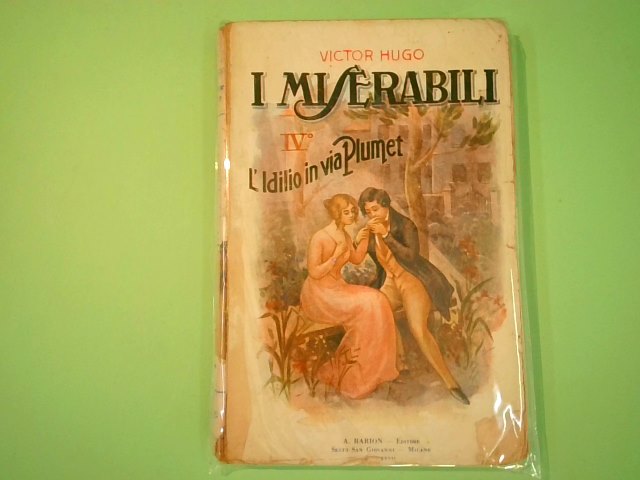 VICTOR HUGO
I MISÈRABILI
IV.°
L'Idilio in via Plumet
A. BARION — EDITORE
SESTO SAN GIOVANNI — MILANO